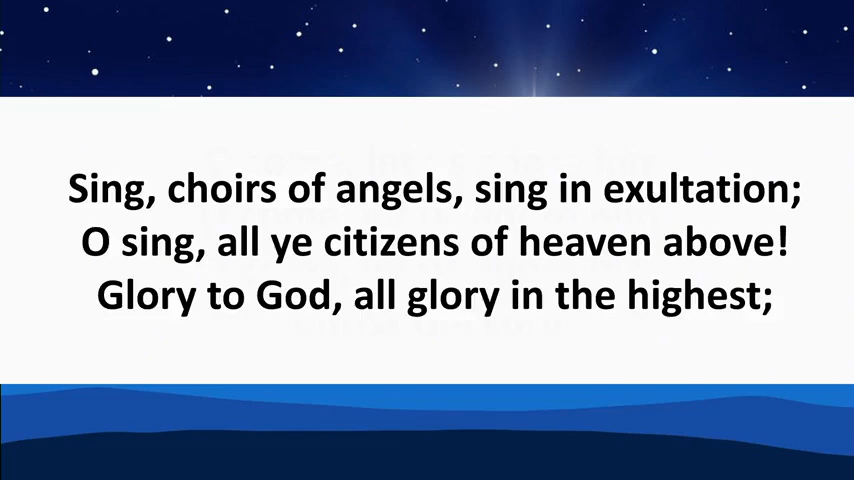 Sing, choirs of angels, sing in exultation;
O sing, all ye citizens of heaven above!
Glory to God, all glory in the highest;